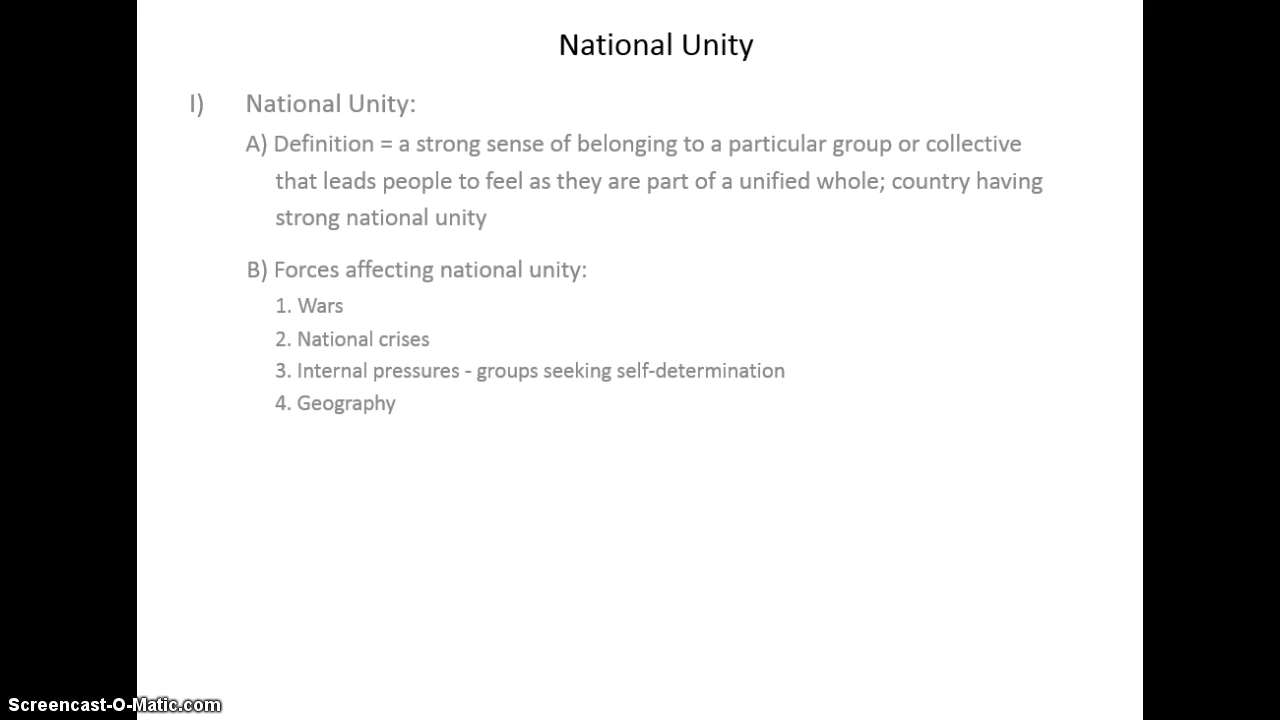 National Unity
I) National Unity:
A) Definition = a strong sense of belonging to a particular group or collective
that leads people to feel as they are part of a unified whole; country having
strong national unity
B) Forces affecting national unity:
1. Wars
2. National crises
3. Internal pressures - groups seeking self-determination
4. Geography
Screencast-O-Matic.com